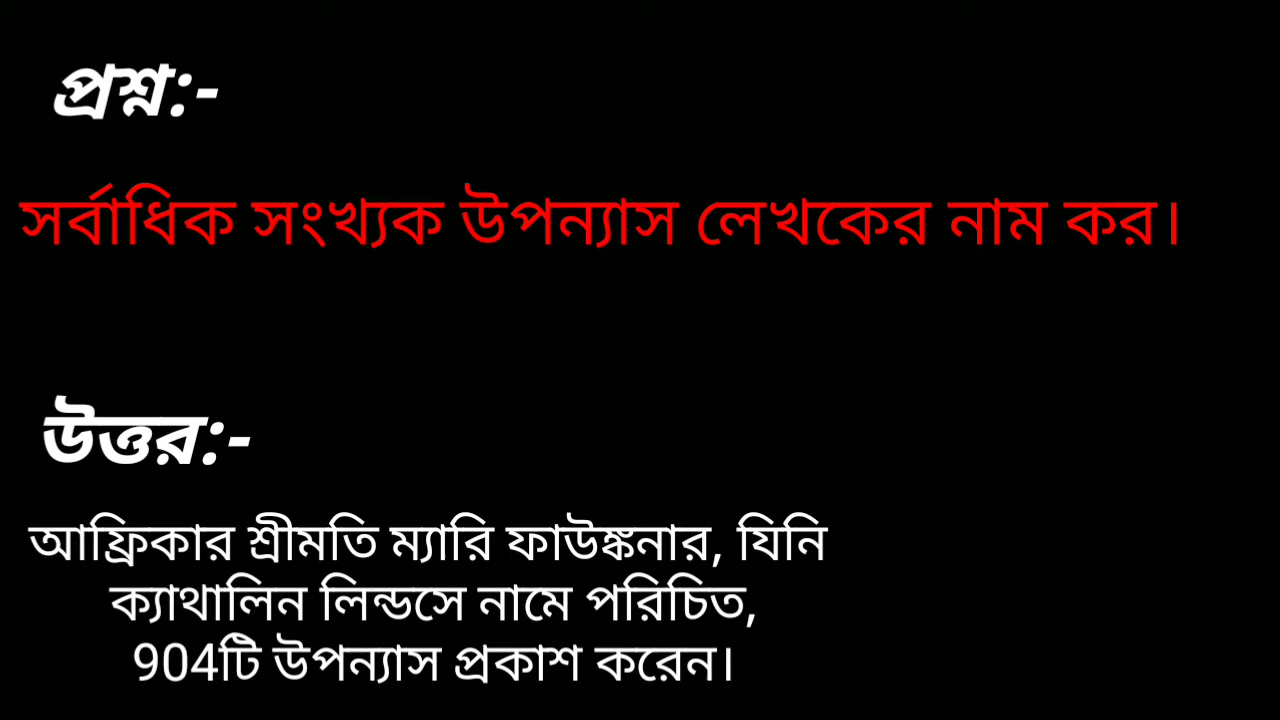 প্রশ্ন:-
সর্বাধিক সংখ্যক উপন্যাস লেখকের নাম কর।
উত্তর:-
আফ্রিকার শ্রীমতি ম্যারি ফাউঙ্কনার, যিনি
ক্যাথালিন লিন্ডসে নামে পরিচিত,
904টি উপন্যাস প্রকাশ করেন।